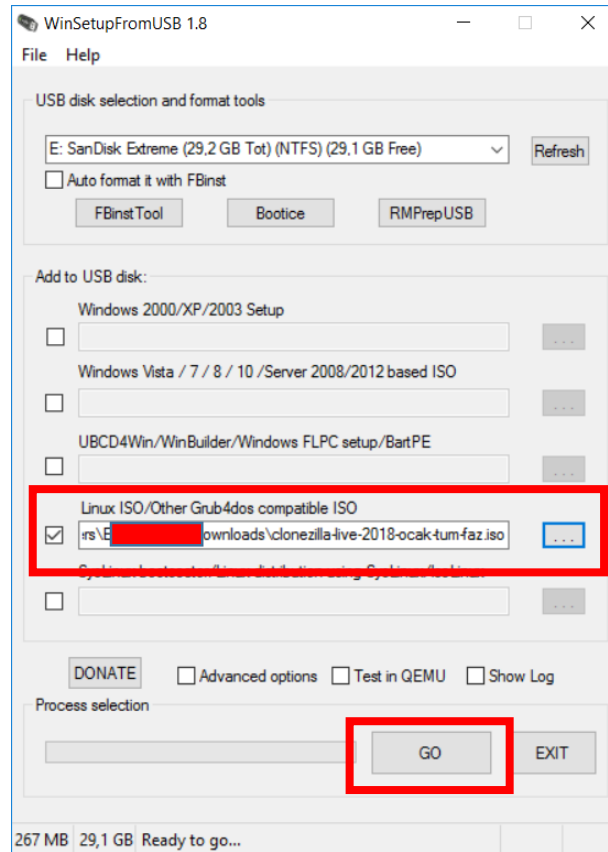 WinSetupFromUSB 1.8
File Help
USB disk selection and format tools
E: SanDisk Extreme (29,2 GB Tot) (NTFS) (29,1 GB Free)
Refresh
Auto format it with FBinst
FBinstTool Bootice RMPrepUSB
Add to USB disk:
Windows 2000/XP/2003 Setup
...
Windows Vista / 7 / 8 / 10 /Server 2008/2012 based ISO
...
UBCD4Win/WinBuilder/Windows FLPC setup/BartPE
...
Linux ISO/Other Grub4dos compatible ISO
ers\E ownloads\clonezilla-live-2018-ocak-tum-faz.iso ...
...
DONATE Advanced options Test in QEMU Show Log
Process selection
GO EXIT
267 MB 29,1 GB Ready to go...